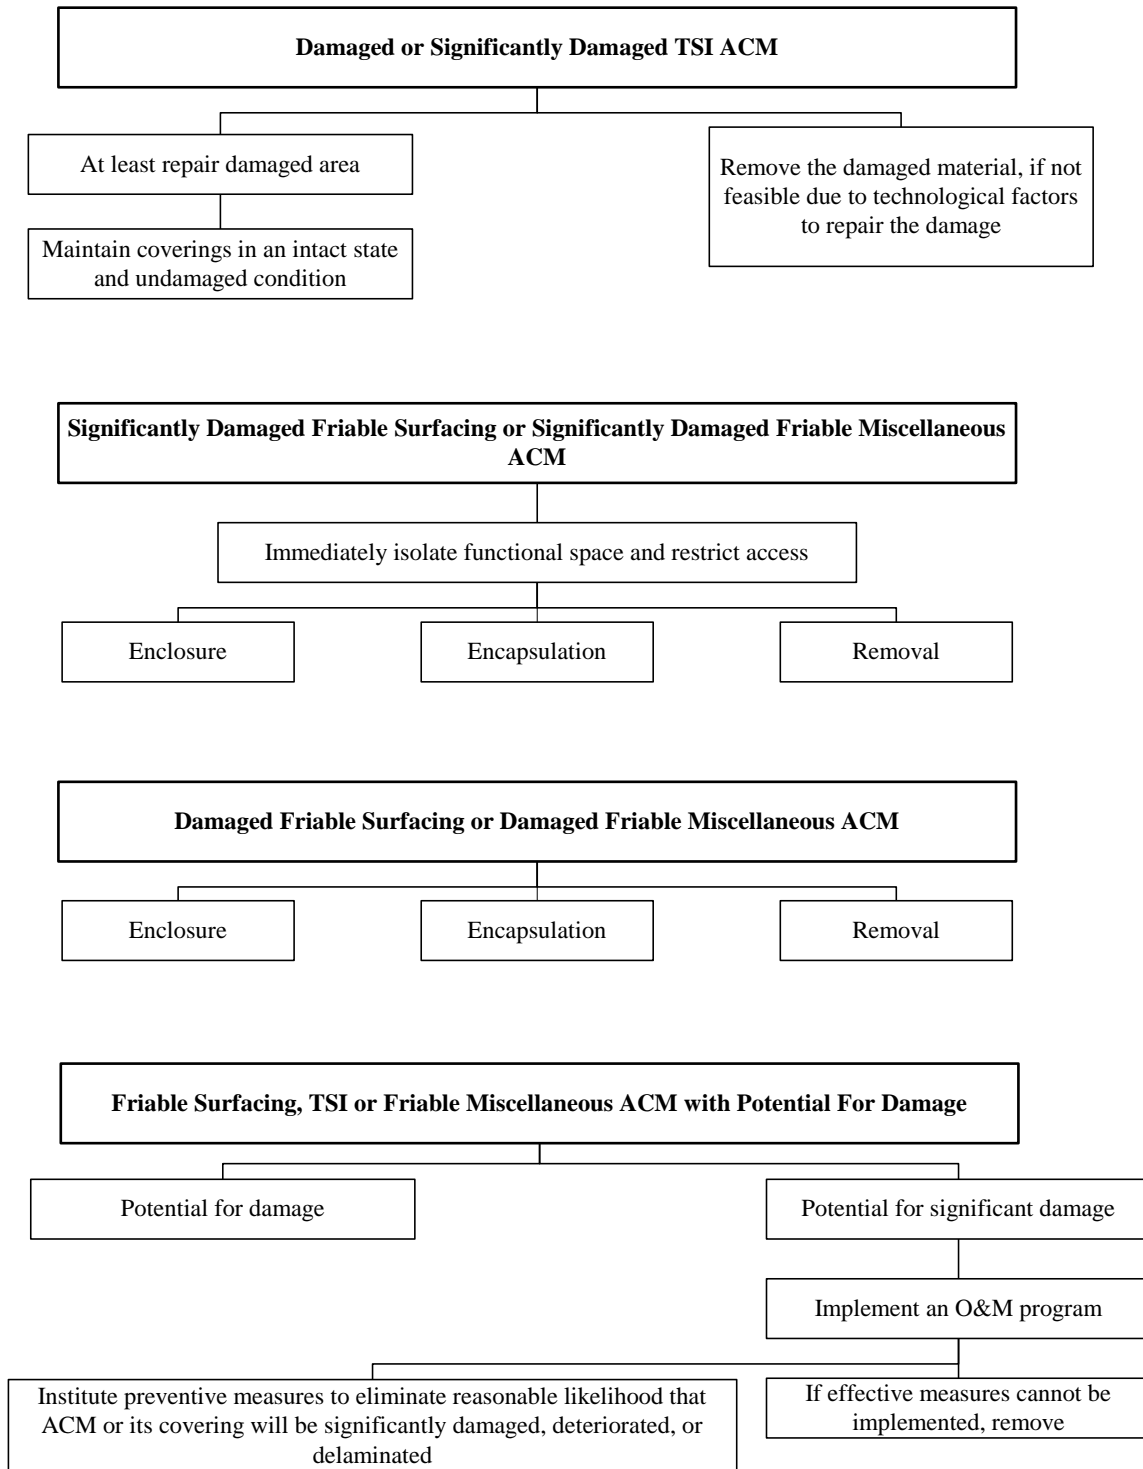 Damaged or Significantly Damaged TSI ACM
At least repair damaged area
Remove the damaged material, if not
feasible due to technological factors
to repair the damage
Maintain coverings in an intact state
and undamaged condition
Significantly Damaged Friable Surfacing or Significantly Damaged Friable Miscellaneous
ACM
Immediately isolate functional space and restrict access
Enclosure
Encapsulation
Removal
Damaged Friable Surfacing or Damaged Friable Miscellaneous ACM
Enclosure
Encapsulation
Removal
Friable Surfacing, TSI or Friable Miscellaneous ACM with Potential For Damage
Potential for damage
Potential for significant damage
Implement an O&M program
Institute preventive measures to eliminate reasonable likelihood that
ACM or its covering will be significantly damaged, deteriorated, or
delaminated
If effective measures cannot be
implemented, remove